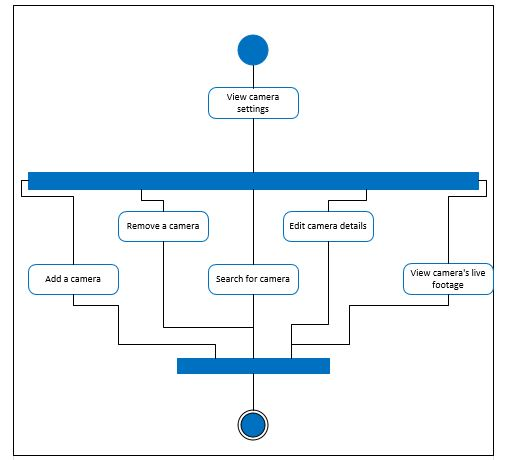 View camera
settings
Remove a camera
Edit camera details
Add a camera
Search for camera
View camera's live
footage